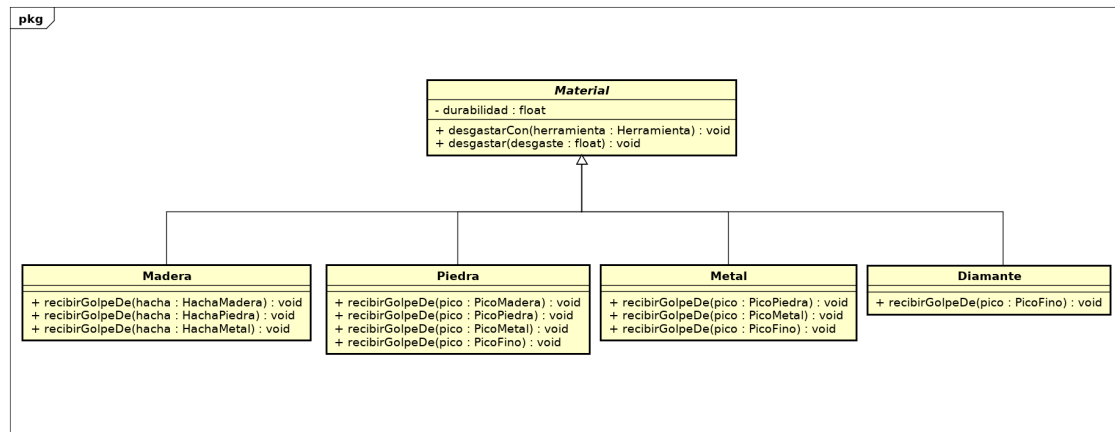 pkg
Material
- durabilidad : float
+ desgastarCon(herramienta : Herramienta) : void
+ desgastar(desgaste : float) : void
Madera
+ recibirGolpeDe(hacha : HachaMadera) : void
+ recibirGolpeDe(hacha : HachaPiedra) : void
+ recibirGolpeDe(hacha : HachaMetal) : void
Piedra
+ recibirGolpeDe(pico : PicoMadera) : void
+ recibirGolpeDe(pico : PicoPiedra) : void
+ recibirGolpeDe(pico : PicoMetal) : void
+ recibirGolpeDe(pico : PicoFino) : void
Metal
+ recibirGolpeDe(pico : PicoPiedra) : void
+ recibirGolpeDe(pico : PicoMetal) : void
+ recibirGolpeDe(pico : PicoFino) : void
Diamante
+ recibirGolpeDe(pico : PicoFino) : void